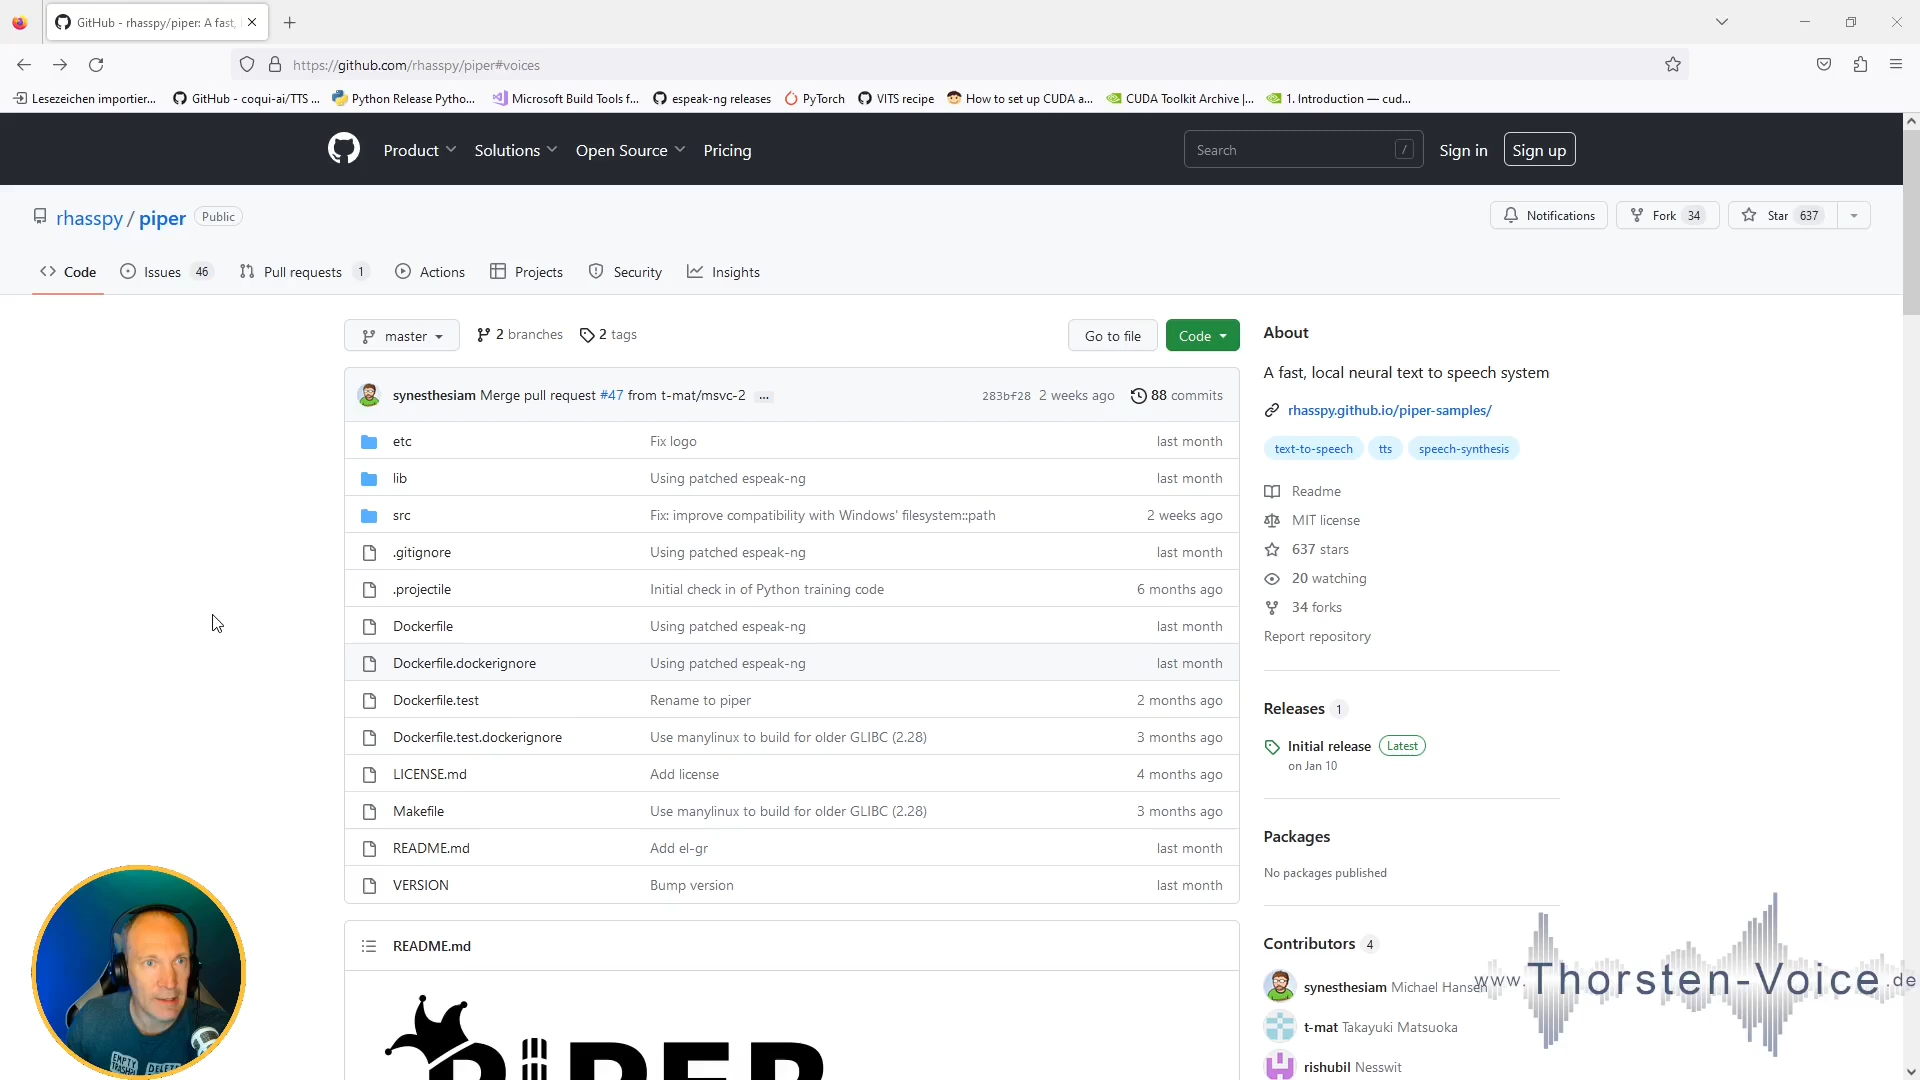 GitHub - rhasspy/piper: A fast,
https://github.com/rhasspy/piper#voices
Lesezeichen importier... GitHub - coqui-ai/TTS ... Python Release Pytho... Microsoft Build Tools f... espeak-ng releases PyTorch VITS recipe How to set up CUDA a... CUDA Toolkit Archive |... 1. Introduction — cud...
Product Solutions Open Source Pricing Search / Sign in Sign up
rhasspy / piper Public Notifications Fork 34 Star 637
Code Issues 46 Pull requests 1 Actions Projects Security Insights
master 2 branches 2 tags Go to file Code
synesthesiam Merge pull request #47 from t-mat/msvc-2 ... 283bf28 2 weeks ago 88 commits
etc Fix logo last month
lib Using patched espeak-ng last month
src Fix: improve compatibility with Windows' filesystem::path 2 weeks ago
.gitignore Using patched espeak-ng last month
.projectile Initial check in of Python training code 6 months ago
Dockerfile Using patched espeak-ng last month
Dockerfile.dockerignore Using patched espeak-ng last month
Dockerfile.test Rename to piper 2 months ago
Dockerfile.test.dockerignore Use manylinux to build for older GLIBC (2.28) 3 months ago
LICENSE.md Add license 4 months ago
Makefile Use manylinux to build for older GLIBC (2.28) 3 months ago
README.md Add el-gr last month
VERSION Bump version last month
README.md
PIPER
About
A fast, local neural text to speech system
rhasspy.github.io/piper-samples/
text-to-speech tts speech-synthesis
Readme
MIT license
637 stars
20 watching
34 forks
Report repository
Releases 1
Initial release Latest
on Jan 10
Packages
No packages published
Contributors 4
synesthesiam Michael Hansen
t-mat Takayuki Matsuoka
rishubil Nesswit
www.Thorsten-Voice.de
EMPTY
TRASH
DELETE